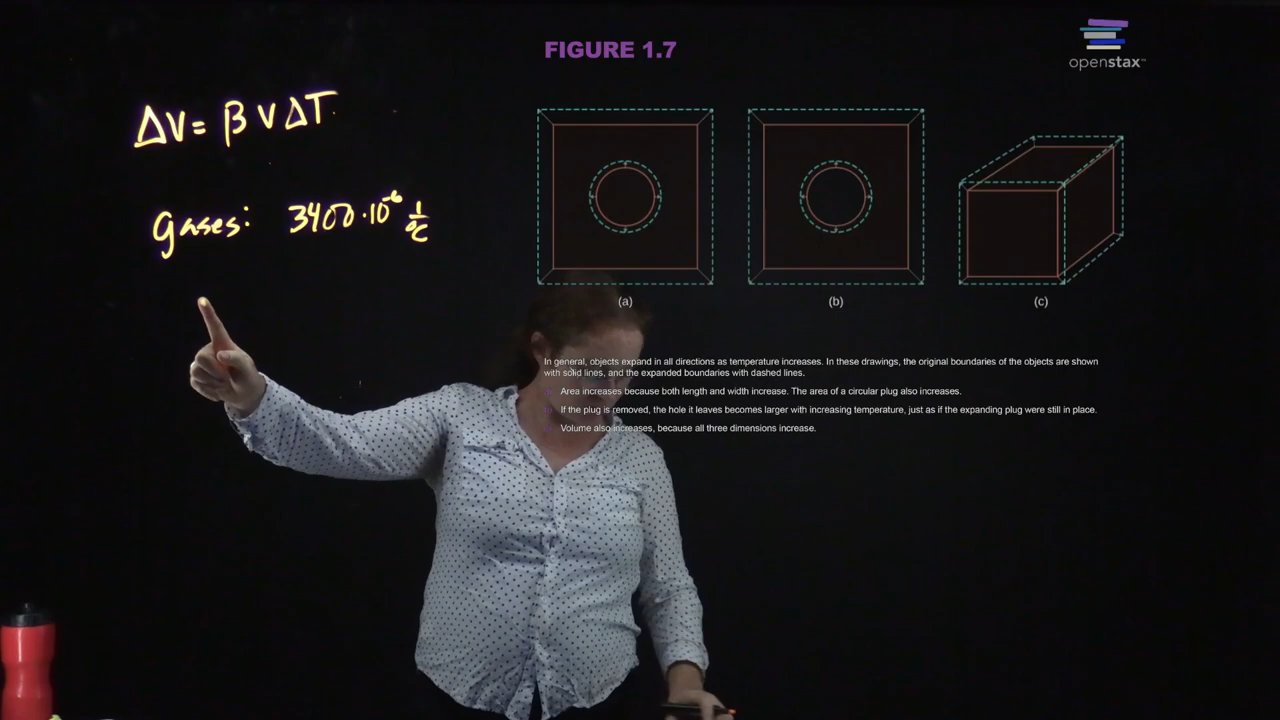 FIGURE 1.7
openstax™
ΔV = β V ΔT
gases: 3400·10⁻⁶ 1/°C
(a)
(b)
(c)
In general, objects expand in all directions as temperature increases. In these drawings, the original boundaries of the objects are shown
with solid lines, and the expanded boundaries with dashed lines.
Area increases because both length and width increase. The area of a circular plug also increases.
If the plug is removed, the hole it leaves becomes larger with increasing temperature, just as if the expanding plug were still in place.
Volume also increases, because all three dimensions increase.